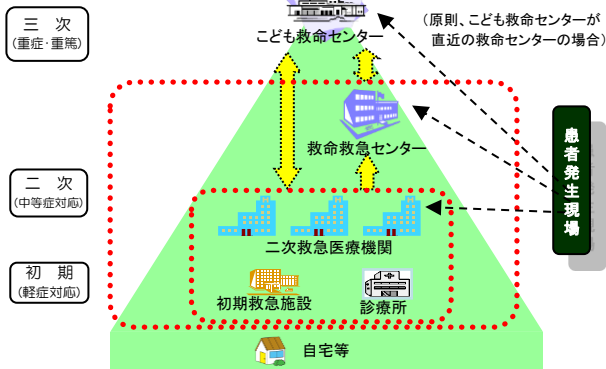 三　次
(重症・重篤)
こども救命センター
(原則、こども救命センターが
直近の救命センターの場合)
救命救急センター
患者発生現場
二　次
(中等症対応)
二次救急医療機関
初　期
(軽症対応)
初期救急施設
診療所
自宅等